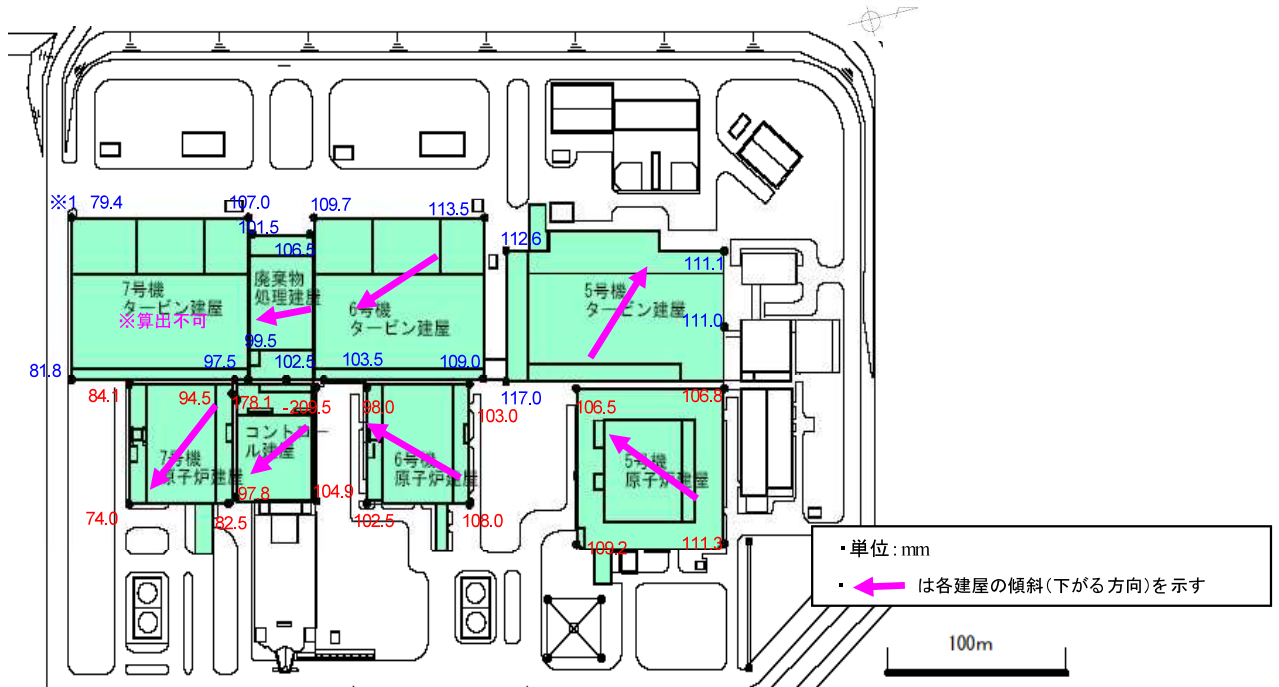 ※1 79.4
107.0
109.7
113.5
101.5
106.5
112.6
111.1
7号機
タービン建屋
※算出不可
廃棄物
処理建屋
6号機
タービン建屋
5号機
タービン建屋
111.0
99.5
81.8
97.5
102.5
103.5
109.0
117.0
84.1
94.5
178.1
-209.5
98.0
103.0
106.5
106.8
コントロー
ル建屋
7号機
原子炉建屋
6号機
原子炉建屋
5号機
原子炉建屋
74.0
82.5
97.8
104.9
102.5
108.0
109.2
111.3
・単位：mm
・ は各建屋の傾斜(下がる方向)を示す
100m